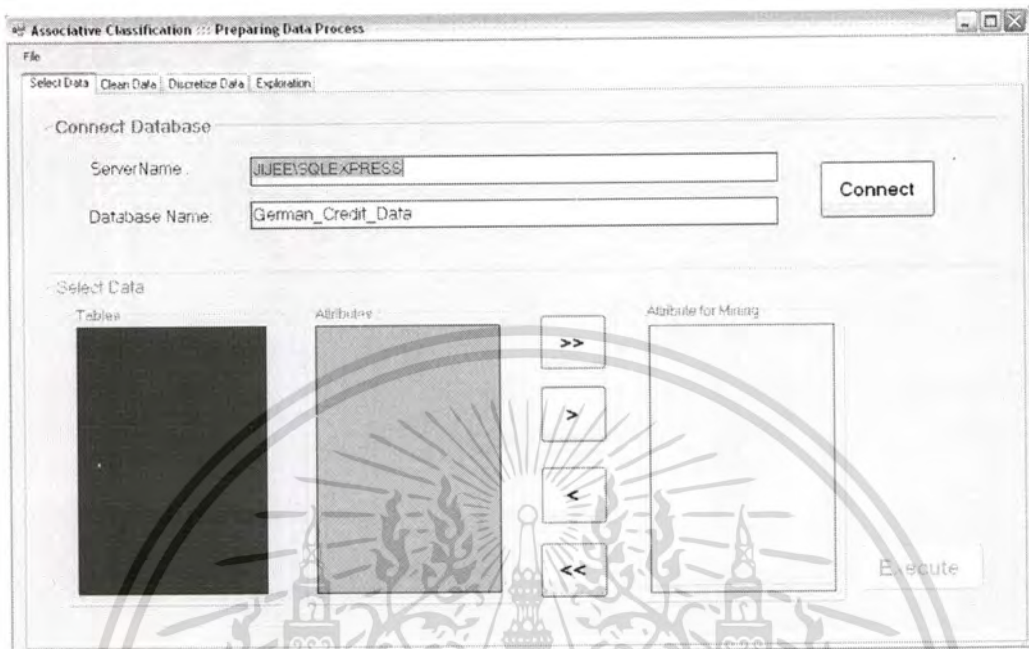 Associative Classification ::: Preparing Data Process
File
Select Data Clean Data Discretize Data Exploration
Connect Database
ServerName :
JIJEE\SQLEXPRESS
Connect
Database Name:
German_Credit_Data
Select Data
Tables
Attributes :
Attribute for Mining
>>
>
<
<<
Execute